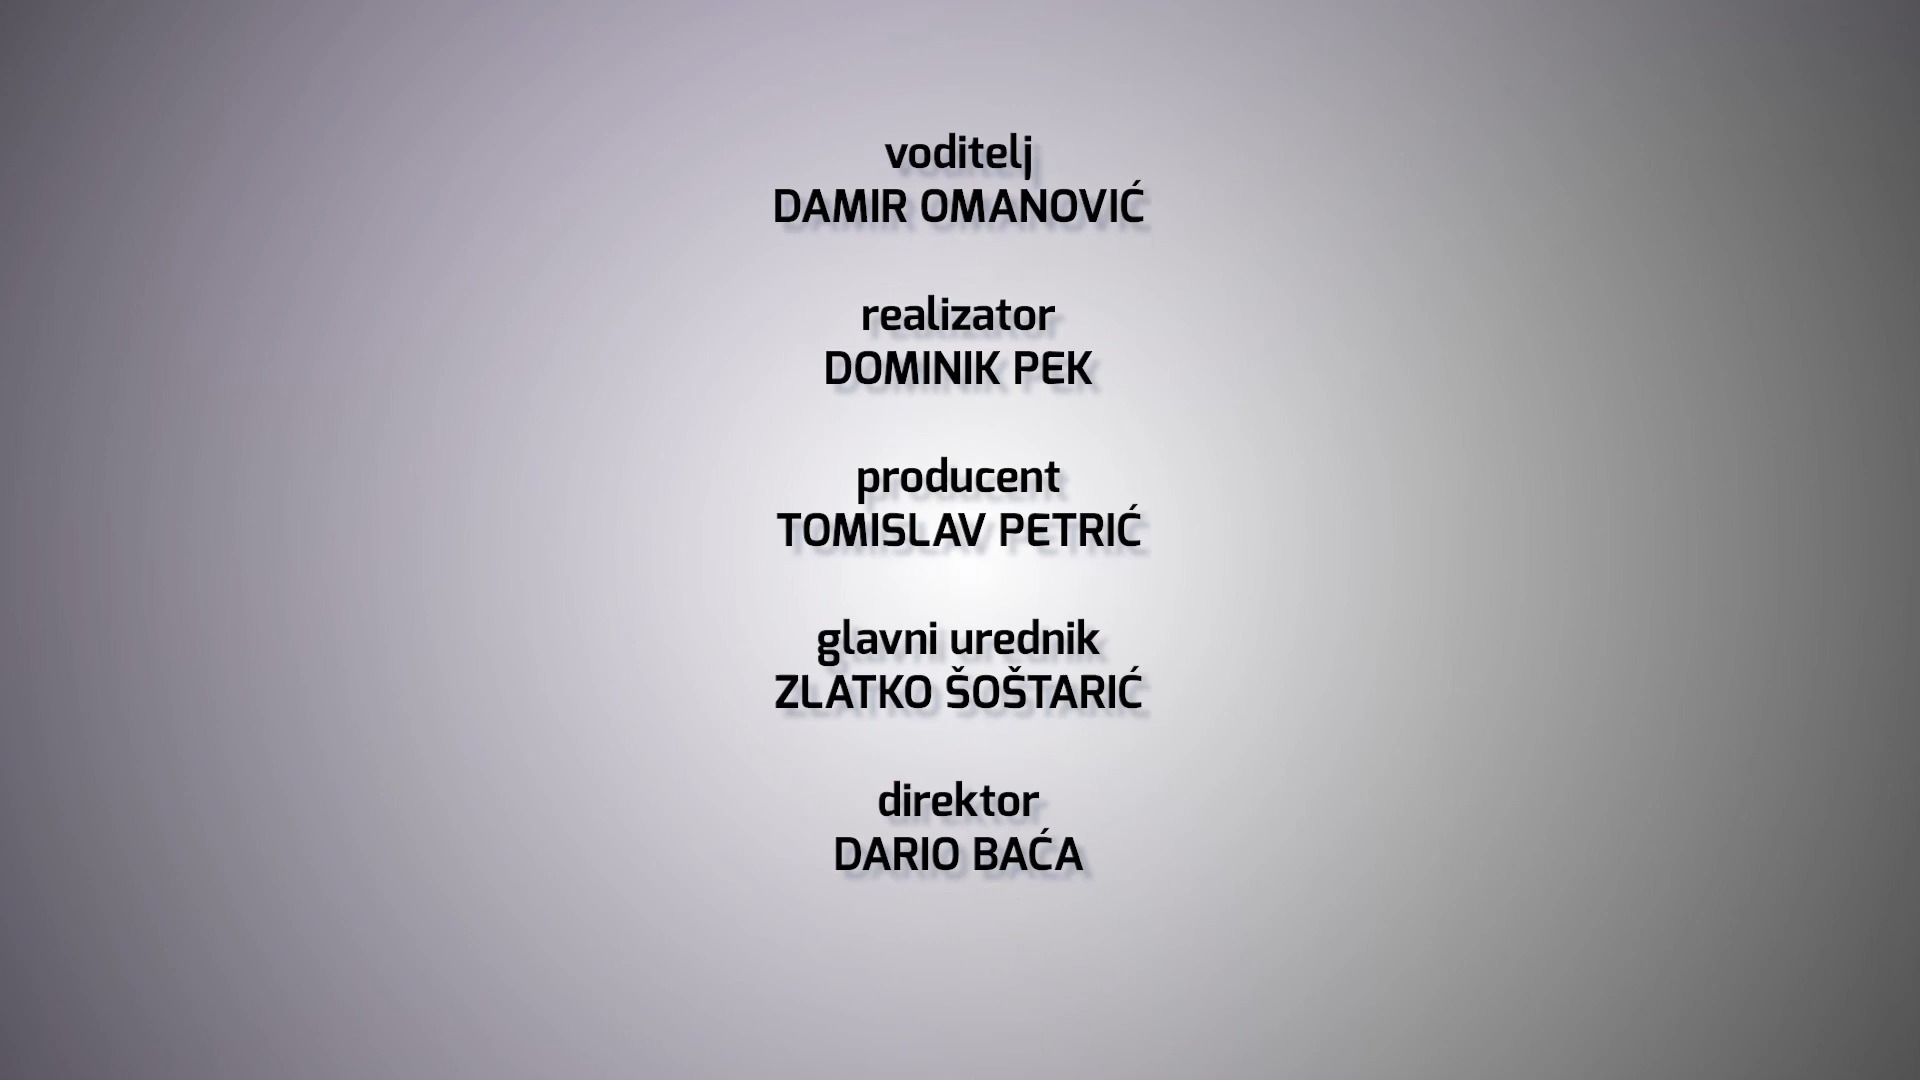 voditelj
DAMIR OMANOVIĆ
realizator
DOMINIK PEK
producent
TOMISLAV PETRIĆ
glavni urednik
ZLATKO ŠOŠTARIĆ
direktor
DARIO BAĆA